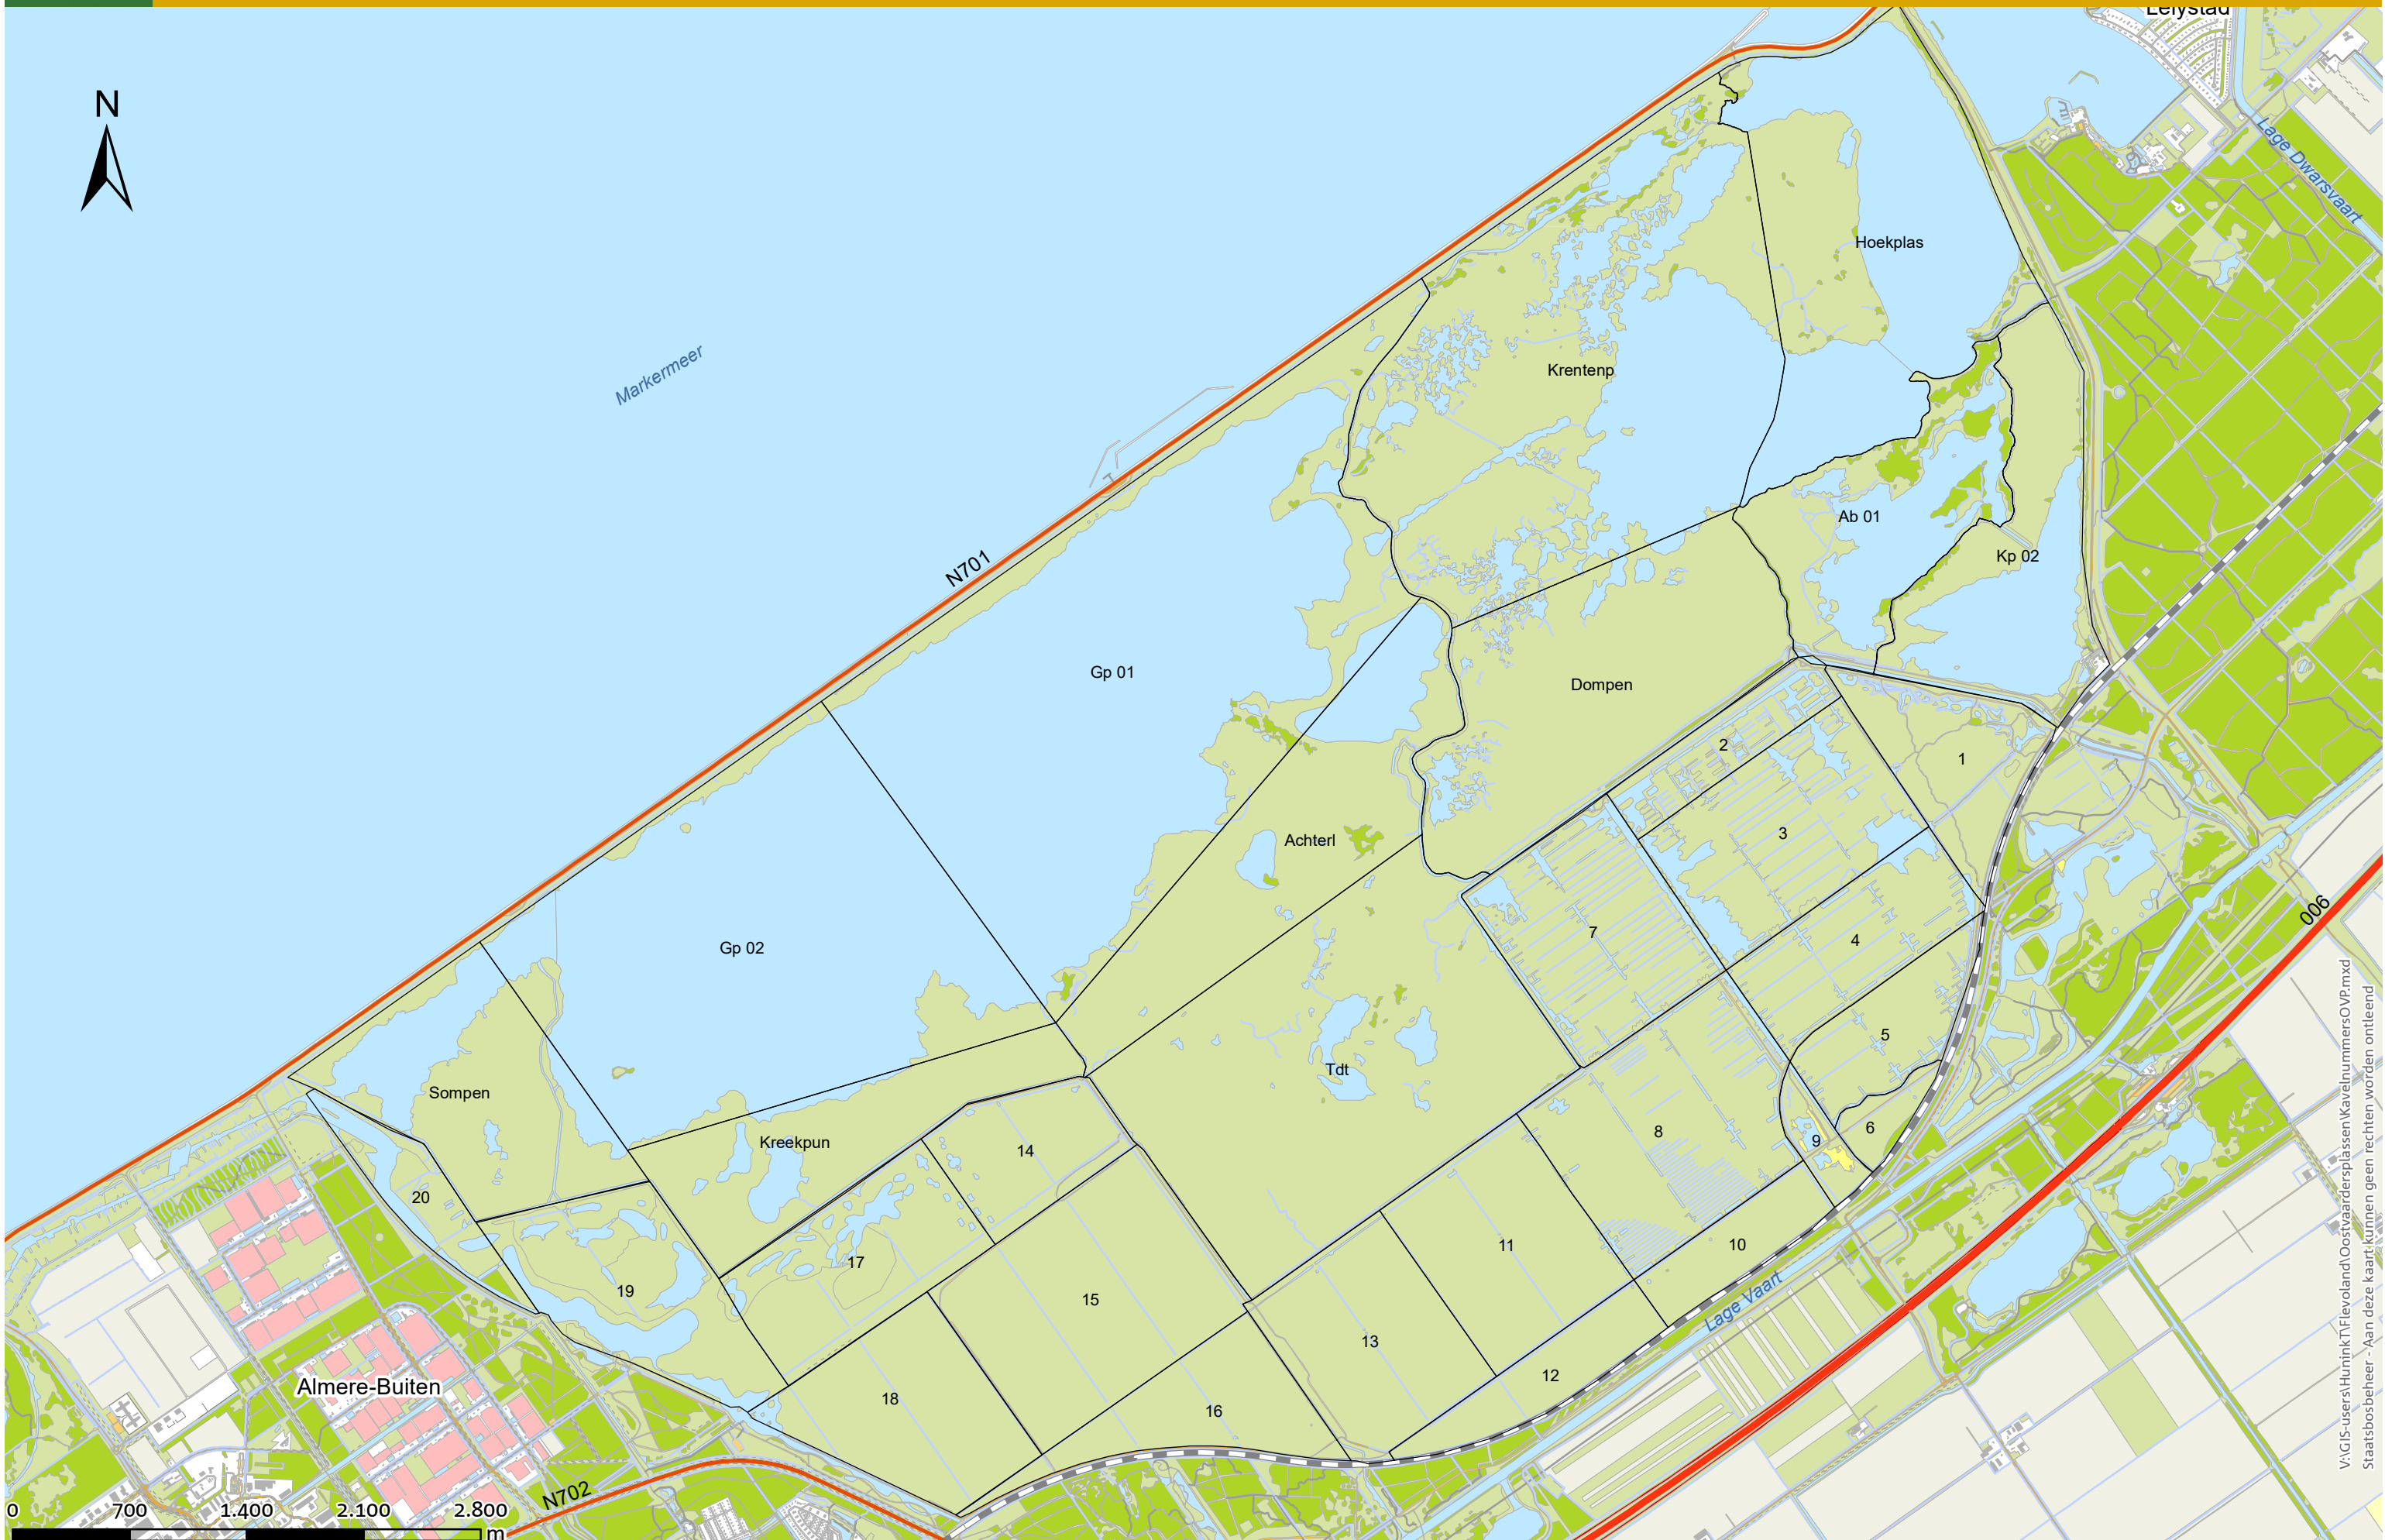 Lelystad
N
Lage Dwarsvaart
Hoekplas
Markermeer
Krentenp
Ab 01
Kp 02
N701
Gp 01
Dompen
2
1
3
Achterl
7
4
006
Gp 02
5
Tdt
Sompen
Kreekpun
14
8
9
6
20
17
11
10
19
15
13
Lage Vaart
12
18
16
Almere-Buiten
N702
0 700 1.400 2.100 2.800
m
V:\GIS-users\HuninkT\Flevoland\Oostvaardersplassen\KavelnummersOVP.mxd
Staatsbosbeheer - Aan deze kaart kunnen geen rechten worden ontleend